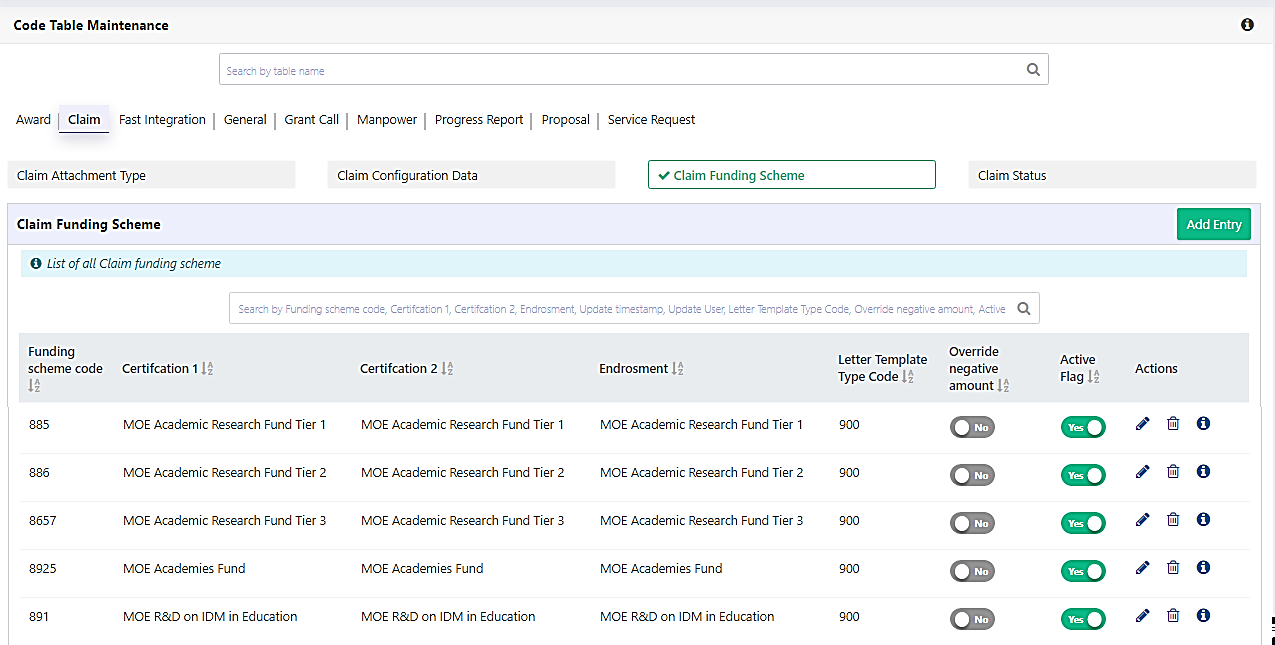 Code Table Maintenance
Search by table name
Award Claim Fast Integration General Grant Call Manpower Progress Report Proposal Service Request
Claim Attachment Type Claim Configuration Data Claim Funding Scheme Claim Status
Claim Funding Scheme Add Entry
List of all Claim funding scheme
Search by Funding scheme code, Certifcation 1, Certifcation 2, Endrosment, Update timestamp, Update User, Letter Template Type Code, Override negative amount, Active
Funding
scheme code
Certifcation 1
Certifcation 2
Endrosment
Letter Template
Type Code
Override
negative
amount
Active
Flag
Actions
885 MOE Academic Research Fund Tier 1 MOE Academic Research Fund Tier 1 MOE Academic Research Fund Tier 1 900 No Yes
886 MOE Academic Research Fund Tier 2 MOE Academic Research Fund Tier 2 MOE Academic Research Fund Tier 2 900 No Yes
8657 MOE Academic Research Fund Tier 3 MOE Academic Research Fund Tier 3 MOE Academic Research Fund Tier 3 900 No Yes
8925 MOE Academies Fund MOE Academies Fund MOE Academies Fund 900 No Yes
891 MOE R&D on IDM in Education MOE R&D on IDM in Education MOE R&D on IDM in Education 900 No Yes